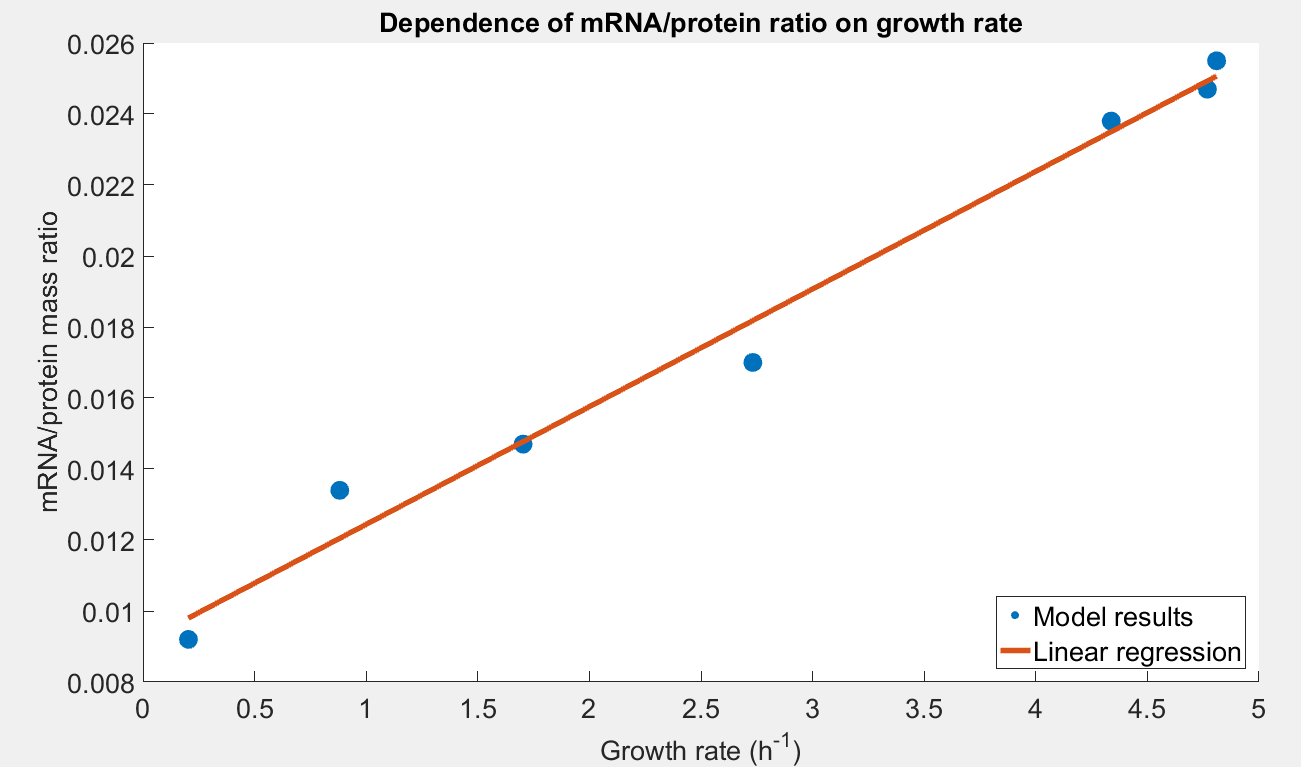 Dependence of mRNA/protein ratio on growth rate
0.026
0.024
0.022
0.02
0.018
0.016
0.014
0.012
0.01
0.008
mRNA/protein mass ratio
Model results
Linear regression
0 0.5 1 1.5 2 2.5 3 3.5 4 4.5 5
Growth rate (h⁻¹)